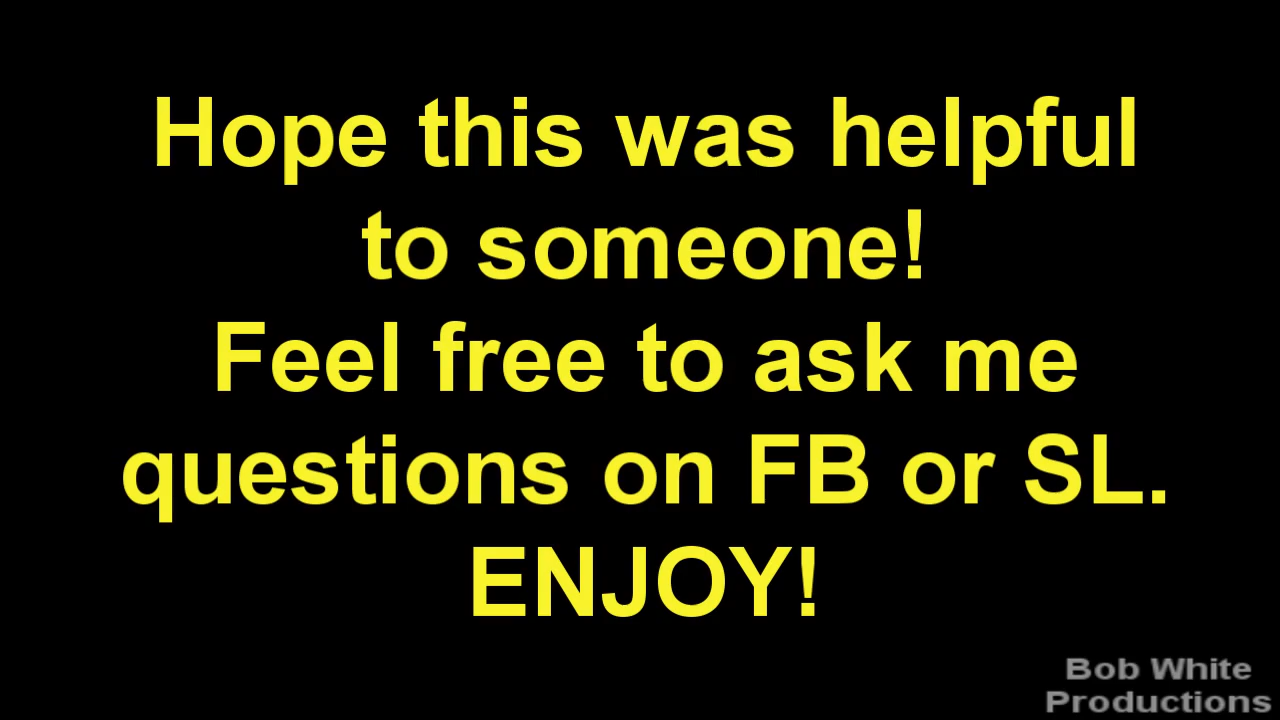 Hope this was helpful
to someone!
Feel free to ask me
questions on FB or SL.
ENJOY!
Bob White
Productions